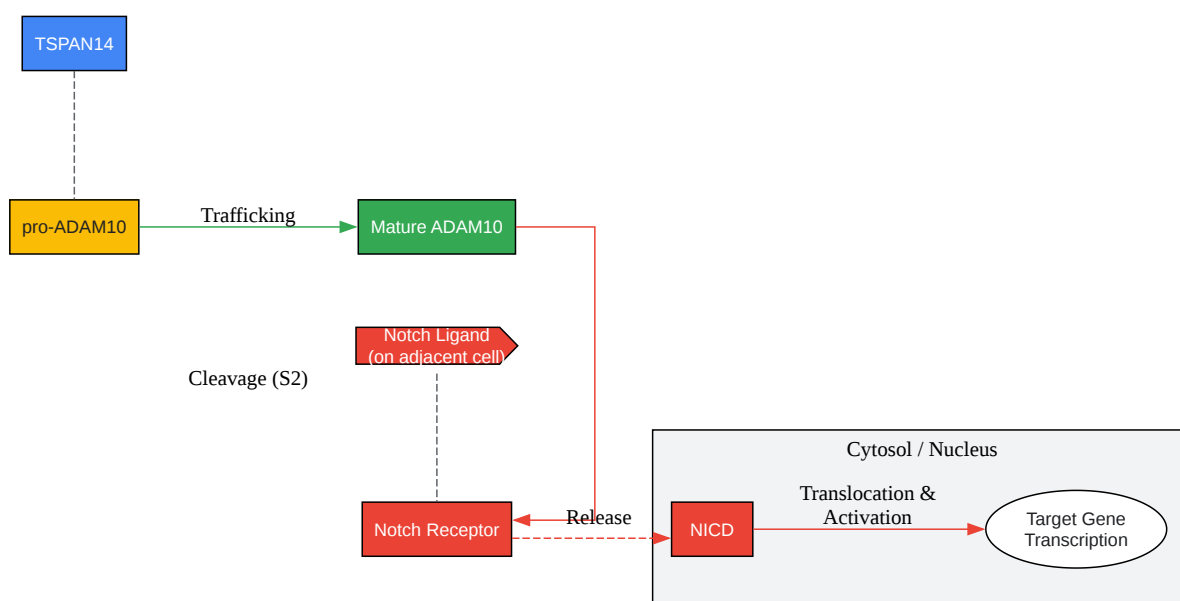 TSPAN14
pro-ADAM10
Trafficking
Mature ADAM10
Notch Ligand
(on adjacent cell)
Cleavage (S2)
Cytosol / Nucleus
Notch Receptor
Release
NICD
Translocation &
Activation
Target Gene
Transcription